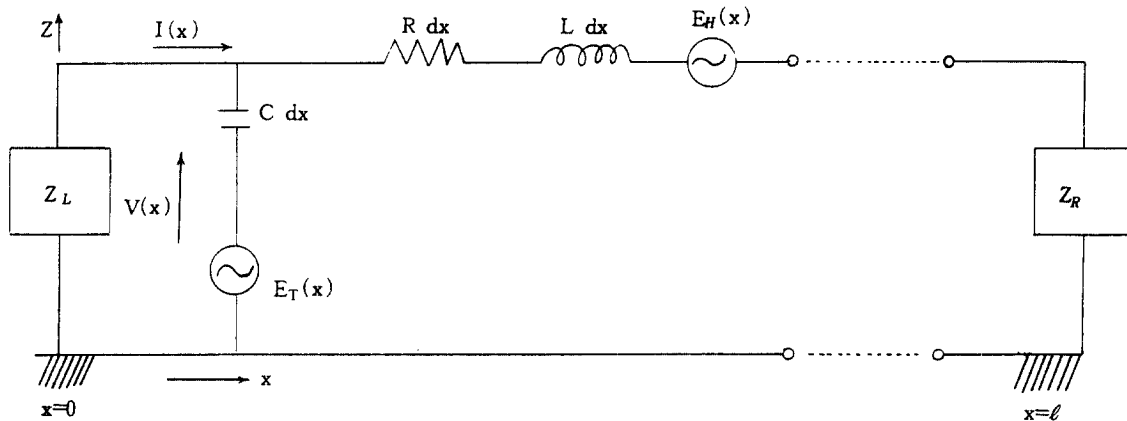 Z
I(x)
R dx
L dx
E_H(x)
C dx
Z_L
V(x)
Z_R
E_T(x)
x
x=0
x=ℓ